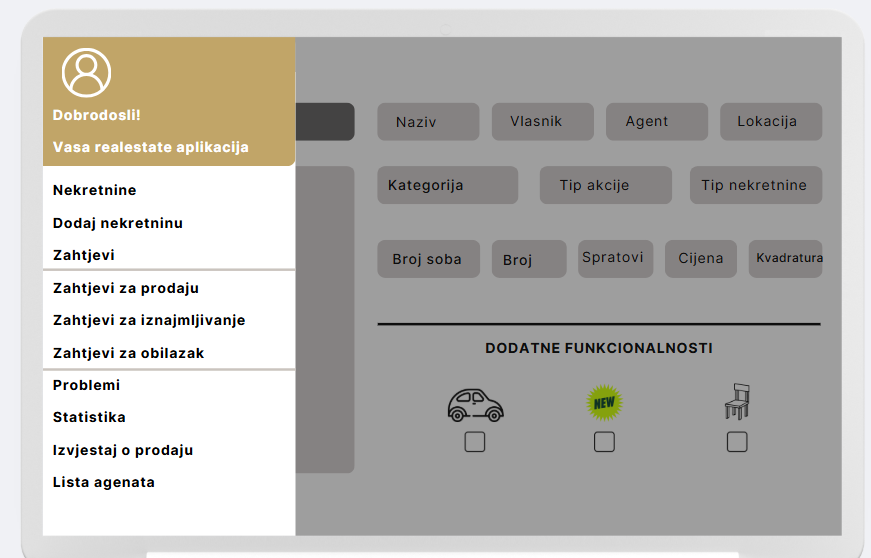 Dobrodosli!
Vasa realestate aplikacija
Nekretnine
Dodaj nekretninu
Zahtjevi
Zahtjevi za prodaju
Zahtjevi za iznajmljivanje
Zahtjevi za obilazak
Problemi
Statistika
Izvjestaj o prodaju
Lista agenata
Naziv Vlasnik Agent Lokacija
Kategorija Tip akcije Tip nekretnine
Broj soba Broj Spratovi Cijena Kvadratura
DODATNE FUNKCIONALNOSTI
NEW